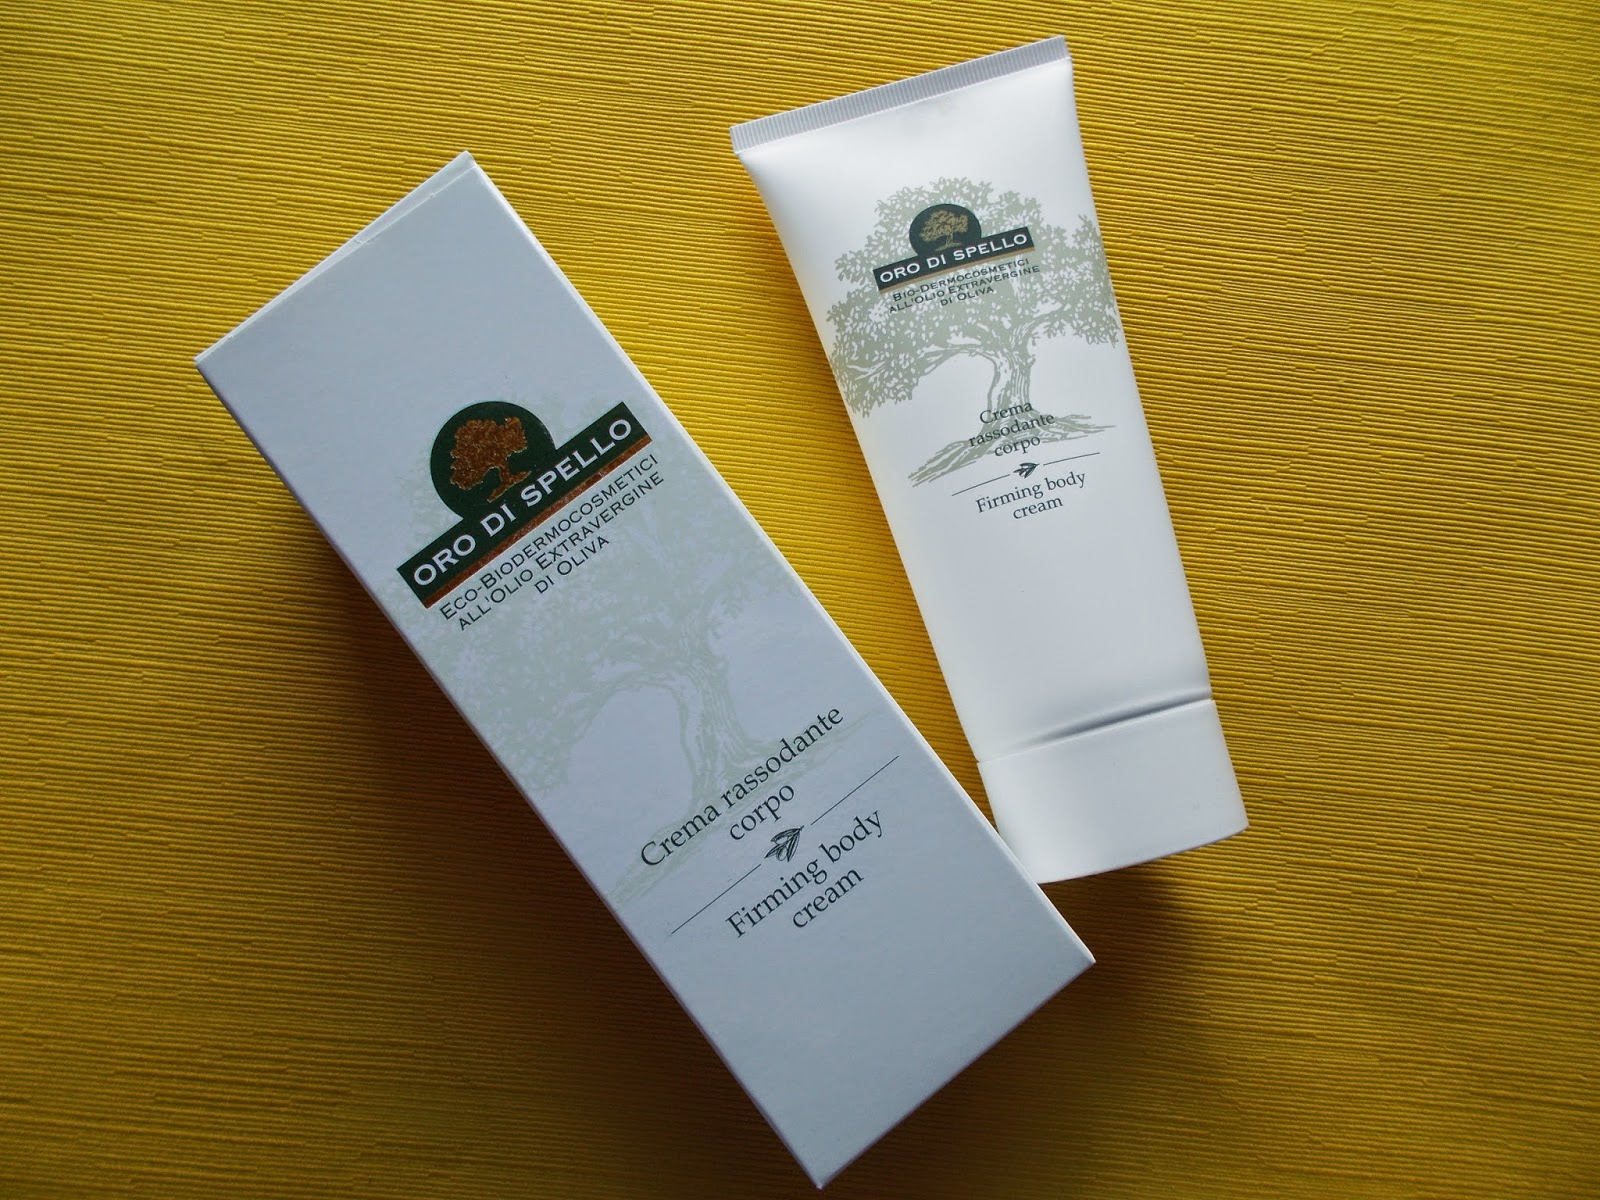 ORO DI SPELLO
ECO-BIODERMOCOSMETICI
ALL'OLIO EXTRAVERGINE
DI OLIVA
Crema rassodante
corpo
Firming body
cream
ORO DI SPELLO
BIO-DERMOCOSMETICI
ALL'OLIO EXTRAVERGINE
DI OLIVA
Crema
rassodante
corpo
Firming body
cream